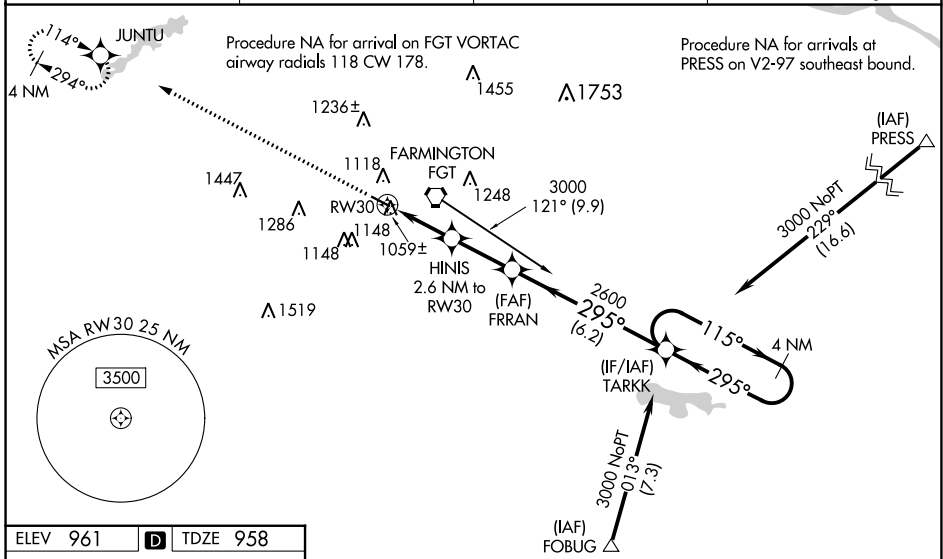 114°
JUNTU
294°
4 NM
Procedure NA for arrival on FGT VORTAC
airway radials 118 CW 178.
Procedure NA for arrivals at
PRESS on V2-97 southeast bound.
1455
1753
1236±
(IAF)
PRESS
1118
FARMINGTON
FGT
1447
1248
3000
121° (9.9)
RW30
3000 NoPT
229°
(16.6)
1286
1148
1148
1059±
HINIS
2.6 NM to
RW30
(FAF)
FRRAN
2600
295°
(6.2)
1519
115°
4 NM
MSA RW30 25 NM
3500
(IF/IAF)
TARKK
295°
3000 NoPT
013°
(7.3)
(IAF)
FOBUG
ELEV 961 D TDZE 958